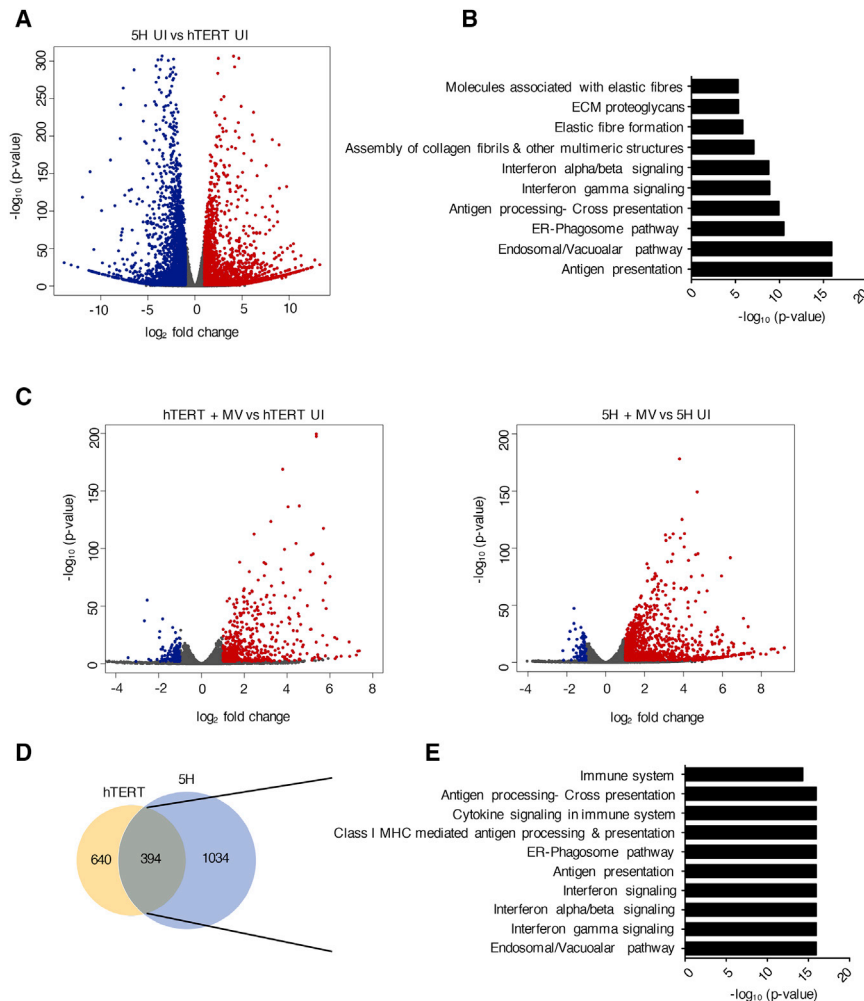 A
5H UI vs hTERT UI
300
250
200
150
100
50
0
-log10 (p-value)
-10
-5
0
5
10
log2 fold change
B
Molecules associated with elastic fibres
ECM proteoglycans
Elastic fibre formation
Assembly of collagen fibrils & other multimeric structures
Interferon alpha/beta signaling
Interferon gamma signaling
Antigen processing- Cross presentation
ER-Phagosome pathway
Endosomal/Vacuoalar pathway
Antigen presentation
0
5
10
15
20
-log10 (p-value)
C
hTERT + MV vs hTERT UI
200
150
100
50
0
-log10 (p-value)
-4
-2
0
2
4
6
8
log2 fold change
5H + MV vs 5H UI
200
150
100
50
0
-log10 (p-value)
-4
-2
0
2
4
6
8
log2 fold change
D
hTERT
5H
640
394
1034
E
Immune system
Antigen processing- Cross presentation
Cytokine signaling in immune system
Class I MHC mediated antigen processing & presentation
ER-Phagosome pathway
Antigen presentation
Interferon signaling
Interferon alpha/beta signaling
Interferon gamma signaling
Endosomal/Vacuoalar pathway
0
5
10
15
20
-log10 (p-value)